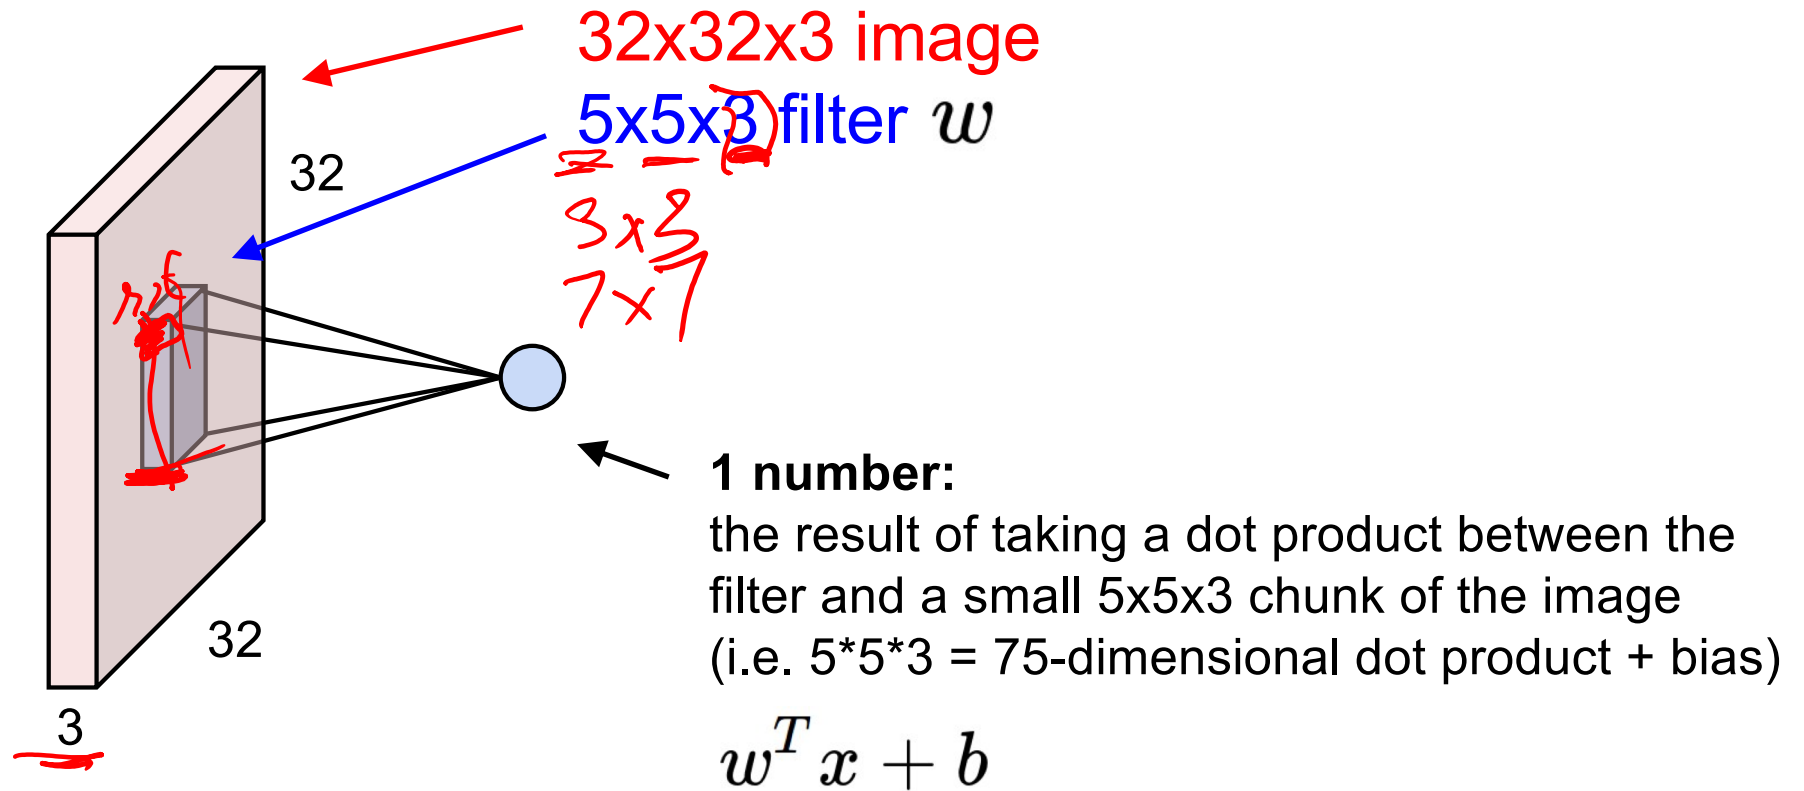 32x32x3 image
5x5x3 filter w
3x3
7x7
32
32
3
1 number:
the result of taking a dot product between the
filter and a small 5x5x3 chunk of the image
(i.e. 5*5*3 = 75-dimensional dot product + bias)
w^T x + b